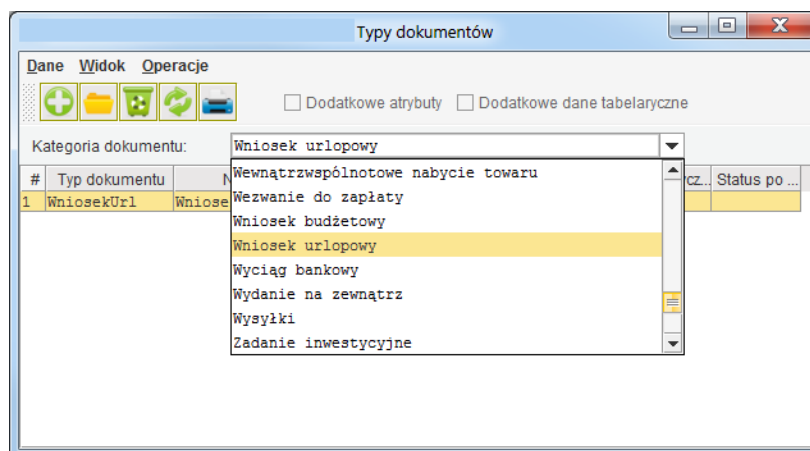 Typy dokumentów
Dane Widok Operacje
Dodatkowe atrybuty Dodatkowe dane tabelaryczne
Kategoria dokumentu: Wniosek urlopowy
# Typ dokumentu N ycz... Status po ...
1 WniosekUrl Wniose
Wewnątrzwspólnotowe nabycie towaru
Wezwanie do zapłaty
Wniosek budżetowy
Wniosek urlopowy
Wyciąg bankowy
Wydanie na zewnątrz
Wysyłki
Zadanie inwestycyjne